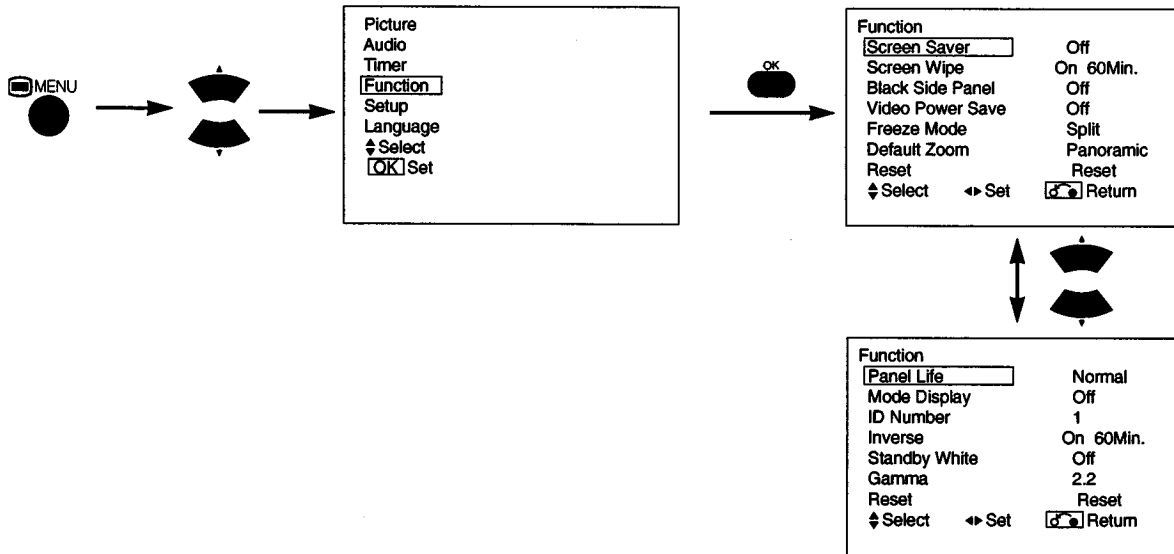 MENU
Picture
Audio
Timer
Function
Setup
Language
Select
OK Set
OK
Function
Screen Saver Off
Screen Wipe On 60Min.
Black Side Panel Off
Video Power Save Off
Freeze Mode Split
Default Zoom Panoramic
Reset Reset
Select Set Return
Function
Panel Life Normal
Mode Display Off
ID Number 1
Inverse On 60Min.
Standby White Off
Gamma 2.2
Reset Reset
Select Set Return